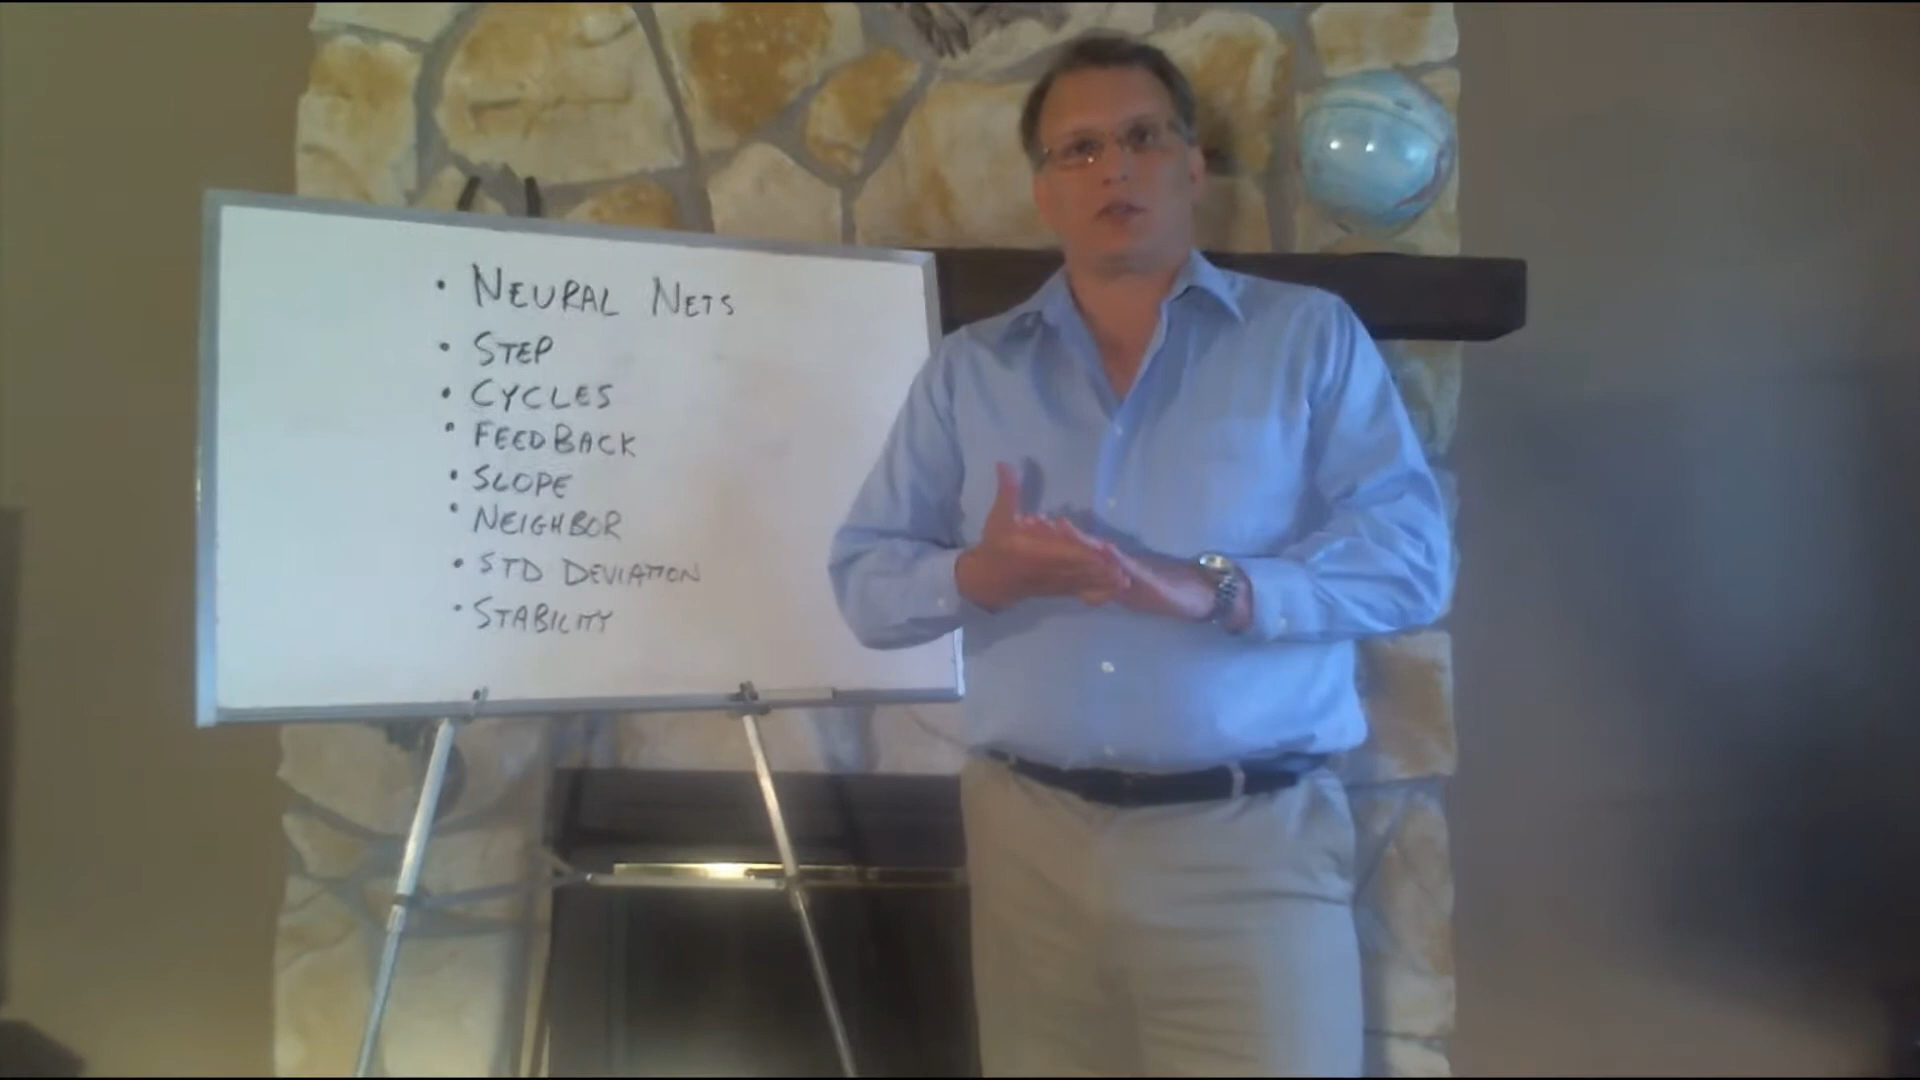 • NEURAL NETS
• STEP
• CYCLES
• FEEDBACK
• SLOPE
• NEIGHBOR
• STD DEVIATION
• STABILITY